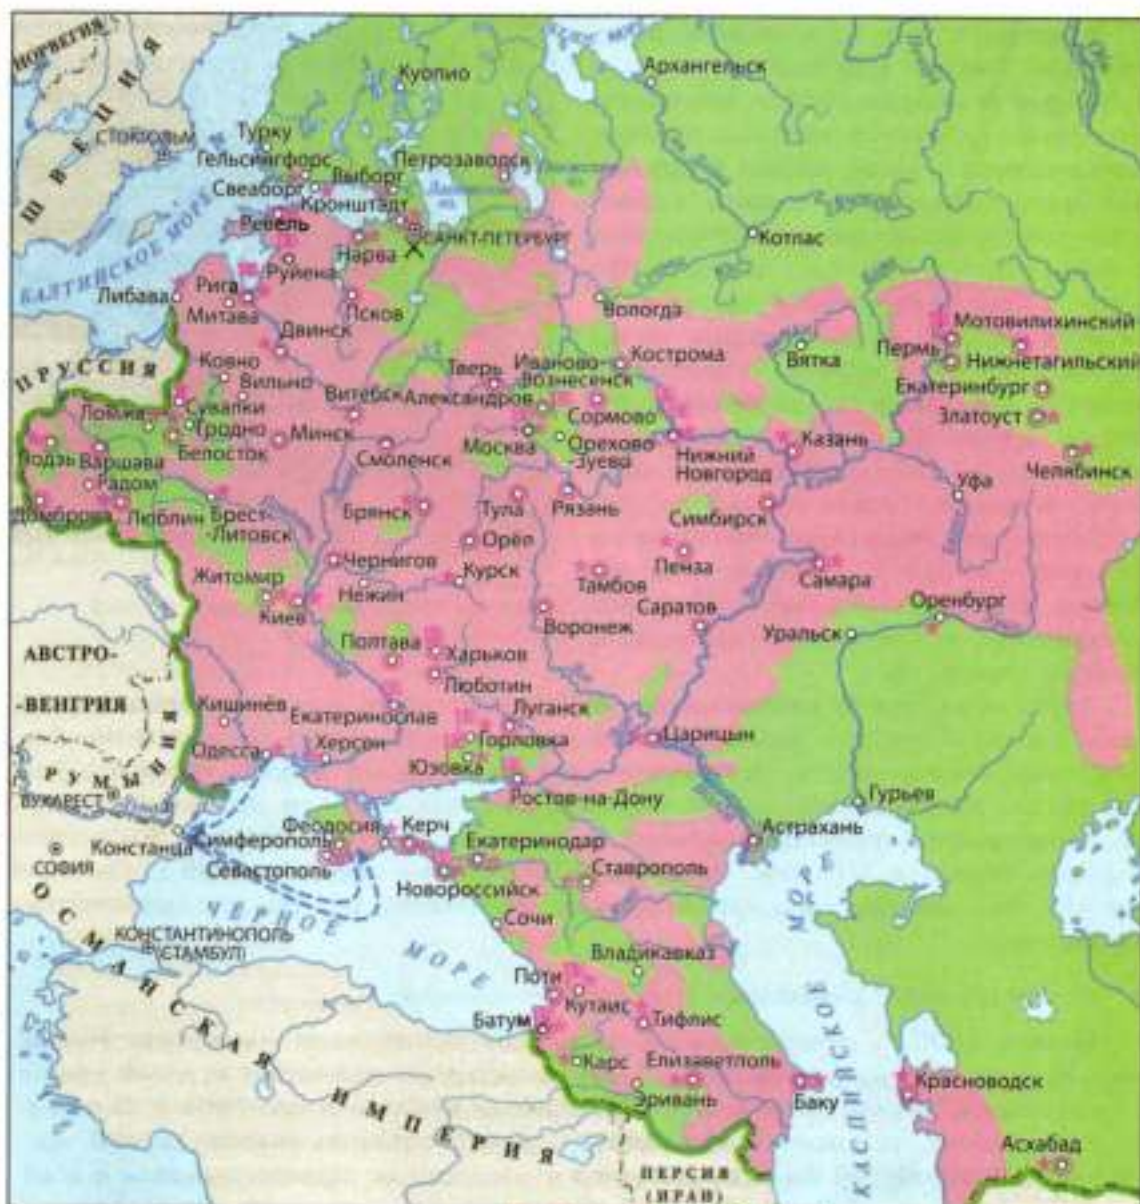 НОРВЕГИЯ
ШВЕЦИЯ
СТОКГОЛЬМ
БАЛТИЙСКОЕ МОРЕ
Куопио
Архангельск
Турку
Гельсингфорс
Свеаборг
Выборг
Петрозаводск
Кронштадт
САНКТ-ПЕТЕРБУРГ
Ревель
Нарва
Котлас
Руйена
Рига
Либава
Митава
Псков
Вологда
Двинск
ПРУССИЯ
Ковно
Вильно
Тверь
Иваново-
Вознесенск
Кострома
Вятка
Мотовилихинский
Пермь
Нижнетагильский
Екатеринбург
Златоуст
Челябинск
Витебск
Александров
Сормово
Ломжа
Сувалки
Гродно
Минск
Москва
Орехово
-Зуева
Казань
Лодзь
Варшава
Белосток
Смоленск
Нижний
Новгород
Уфа
Радом
Домброва
Люблин
Брест-
-Литовск
Брянск
Тула
Рязань
Симбирск
Орёл
Чернигов
Пенза
Житомир
Нежин
Курск
Тамбов
Самара
Киев
Саратов
Оренбург
Воронеж
Уральск
Полтава
Харьков
АВСТРО-
-ВЕНГРИЯ
Люботин
Кишинёв
Екатеринослав
Луганск
Горловка
Царицын
Одесса
Херсон
Юзовка
РУМЫНИЯ
БУХАРЕСТ
Ростов-на-Дону
Гурьев
Констанца
СОФИЯ
Симферополь
Феодосия
Керчь
Екатеринодар
Астрахань
Севастополь
Ставрополь
Новороссийск
ЧЁРНОЕ МОРЕ
Сочи
КОНСТАНТИНОПОЛЬ
(СТАМБУЛ)
Владикавказ
ОСМАНСКАЯ ИМПЕРИЯ
Поти
Кутаис
Батум
Тифлис
Карс
Елизаветполь
Эривань
Баку
КАСПИЙСКОЕ МОРЕ
Красноводск
Асхабад
ПЕРСИЯ
(ИРАН)